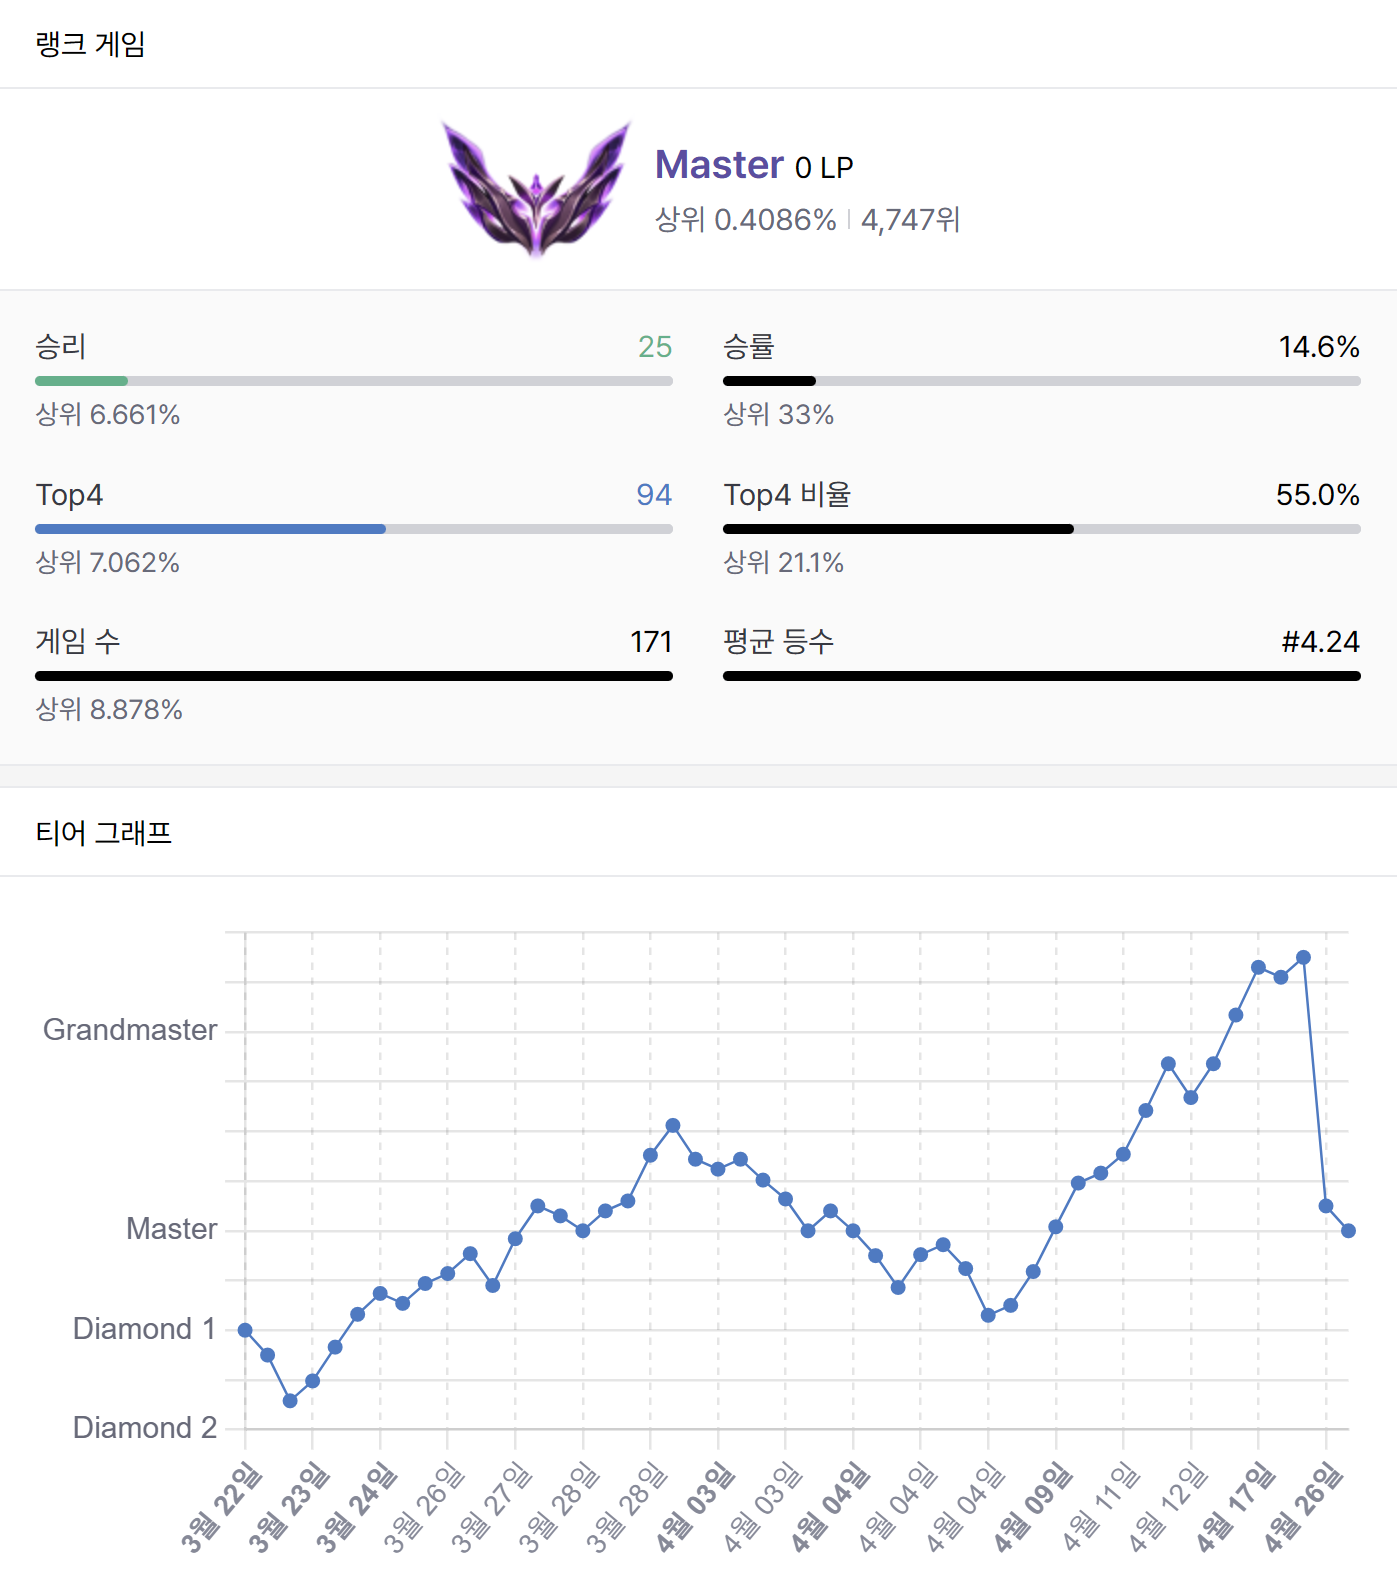 랭크 게임
Master 0 LP
상위 0.4086% | 4,747위
승리 25
상위 6.661%
승률 14.6%
상위 33%
Top4 94
상위 7.062%
Top4 비율 55.0%
상위 21.1%
게임 수 171
상위 8.878%
평균 등수 #4.24
티어 그래프
Grandmaster
Master
Diamond 1
Diamond 2
3월 22일
3월 23일
3월 24일
3월 26일
3월 27일
3월 28일
3월 28일
4월 03일
4월 03일
4월 04일
4월 04일
4월 04일
4월 09일
4월 11일
4월 12일
4월 17일
4월 26일